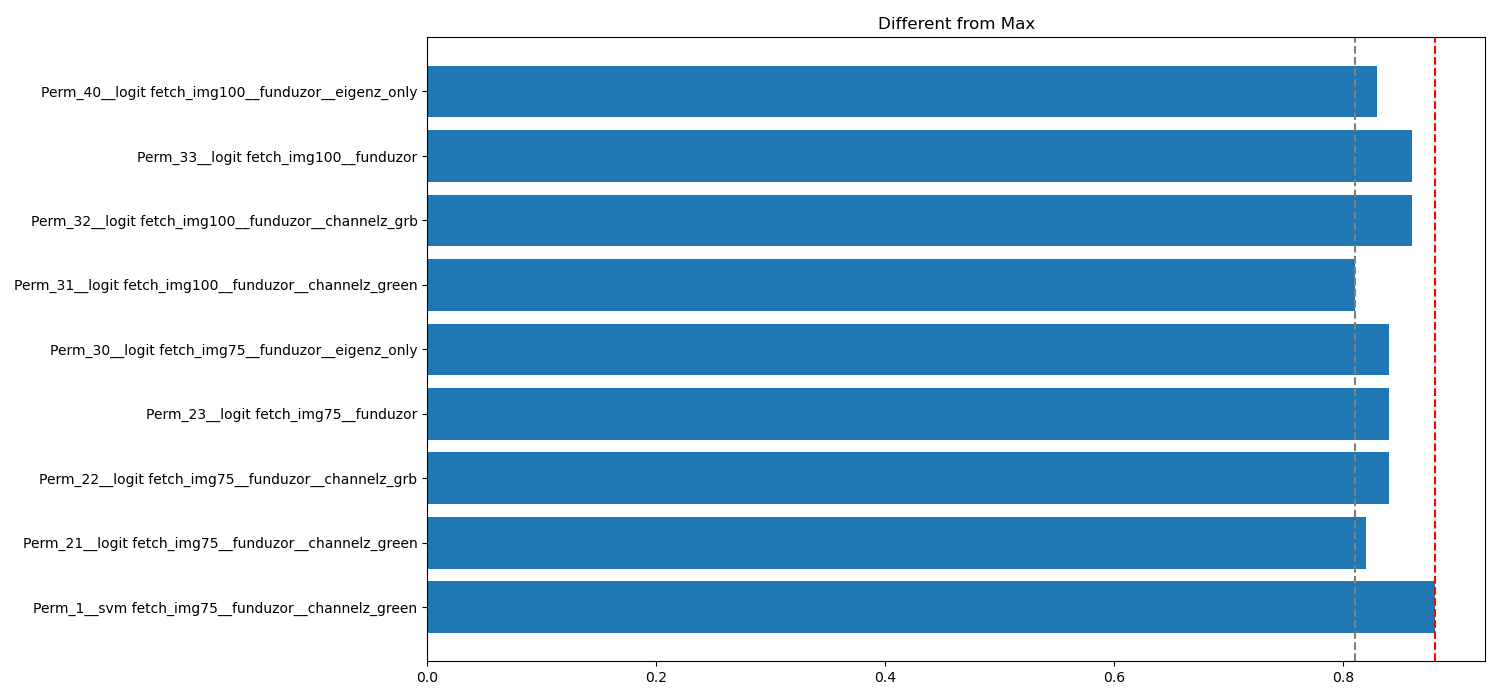 Different from Max
Perm_40__logit fetch_img100__funduzor__eigenz_only
Perm_33__logit fetch_img100__funduzor
Perm_32__logit fetch_img100__funduzor__channelz_grb
Perm_31__logit fetch_img100__funduzor__channelz_green
Perm_30__logit fetch_img75__funduzor__eigenz_only
Perm_23__logit fetch_img75__funduzor
Perm_22__logit fetch_img75__funduzor__channelz_grb
Perm_21__logit fetch_img75__funduzor__channelz_green
Perm_1__svm fetch_img75__funduzor__channelz_green
0.0 0.2 0.4 0.6 0.8